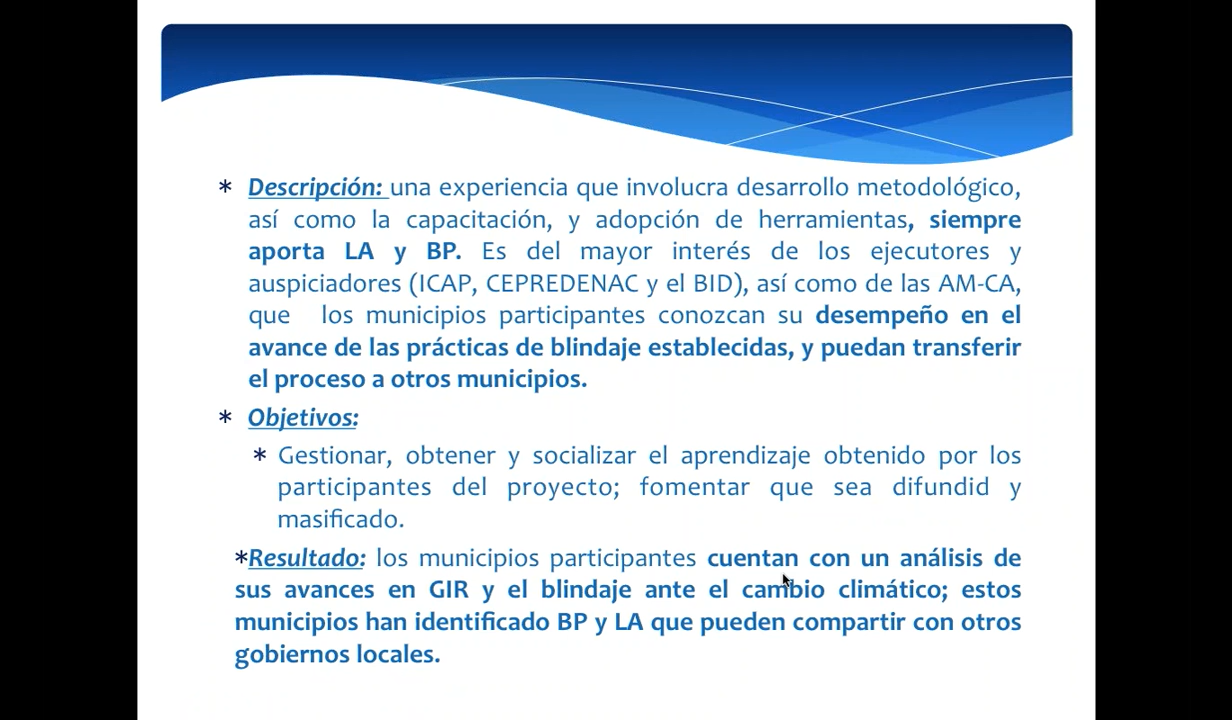 * Descripción: una experiencia que involucra desarrollo metodológico,
así como la capacitación, y adopción de herramientas, siempre
aporta LA y BP. Es del mayor interés de los ejecutores y
auspiciadores (ICAP, CEPREDENAC y el BID), así como de las AM-CA,
que los municipios participantes conozcan su desempeño en el
avance de las prácticas de blindaje establecidas, y puedan transferir
el proceso a otros municipios.
* Objetivos:
* Gestionar, obtener y socializar el aprendizaje obtenido por los
participantes del proyecto; fomentar que sea difundid y
masificado.
*Resultado: los municipios participantes cuentan con un análisis de
sus avances en GIR y el blindaje ante el cambio climático; estos
municipios han identificado BP y LA que pueden compartir con otros
gobiernos locales.